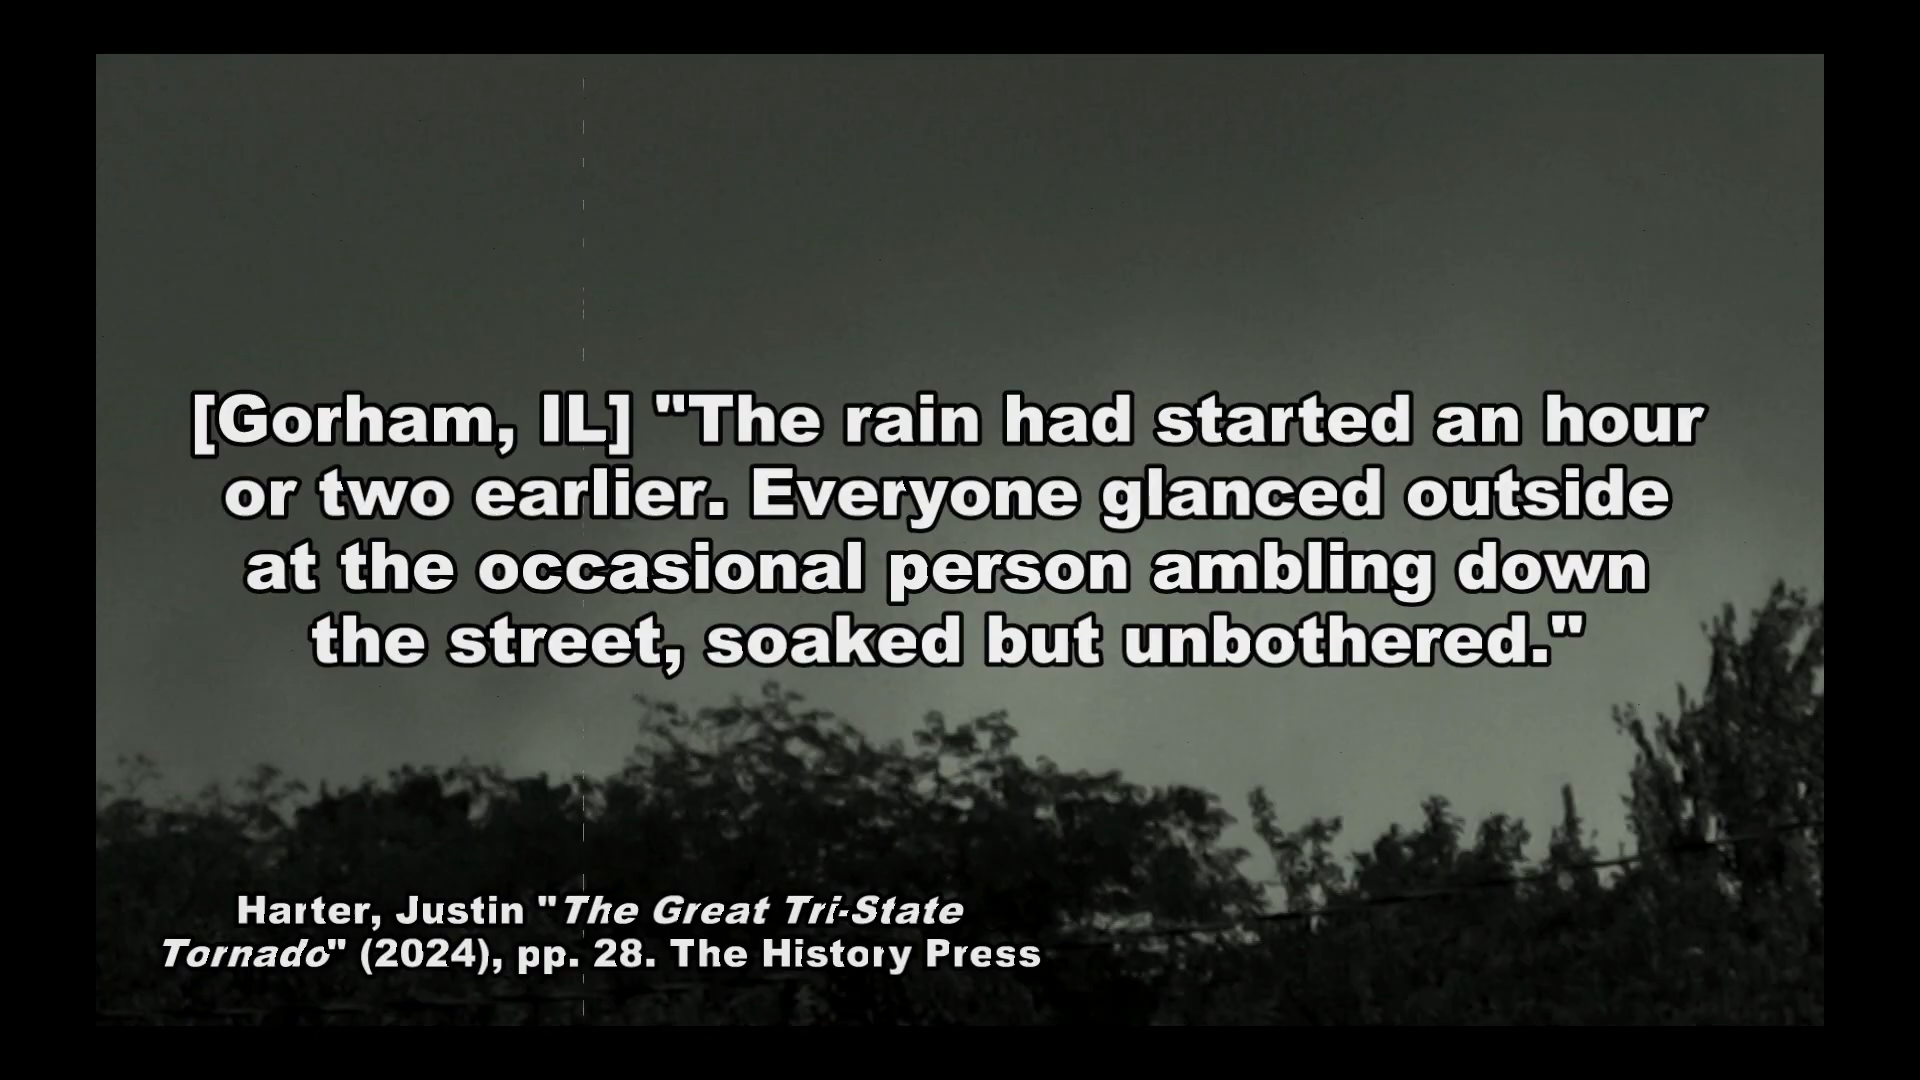 [Gorham, IL] "The rain had started an hour
or two earlier. Everyone glanced outside
at the occasional person ambling down
the street, soaked but unbothered."
Harter, Justin "The Great Tri-State
Tornado" (2024), pp. 28. The History Press